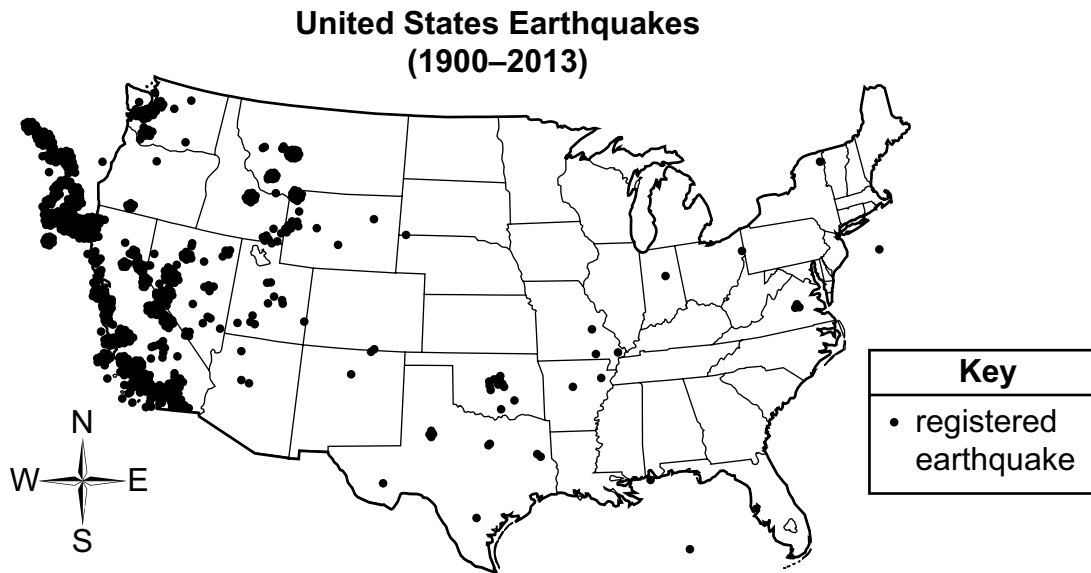 United States Earthquakes
(1900–2013)
N
W
E
S
Key
registered
earthquake